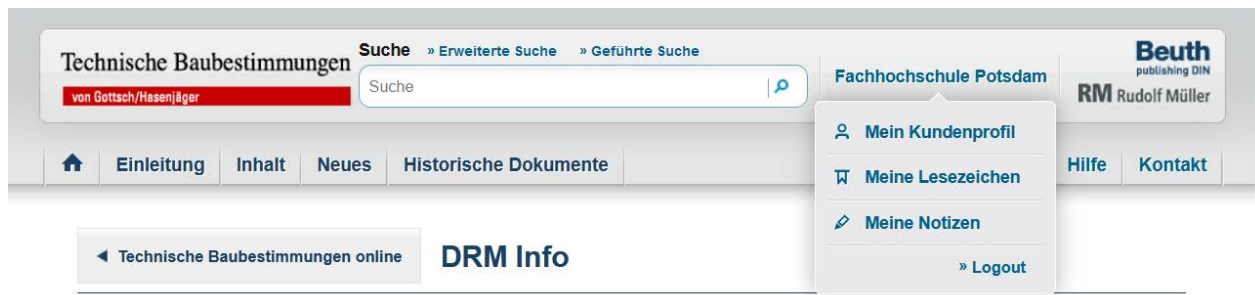 Technische Baubestimmungen
von Gottsch/Hasenjäger
Suche » Erweiterte Suche » Geführte Suche
Suche
Fachhochschule Potsdam
Beuth
publishing DIN
RM Rudolf Müller
Mein Kundenprofil
Meine Lesezeichen
Meine Notizen
» Logout
Einleitung Inhalt Neues Historische Dokumente Hilfe Kontakt
Technische Baubestimmungen online
DRM Info